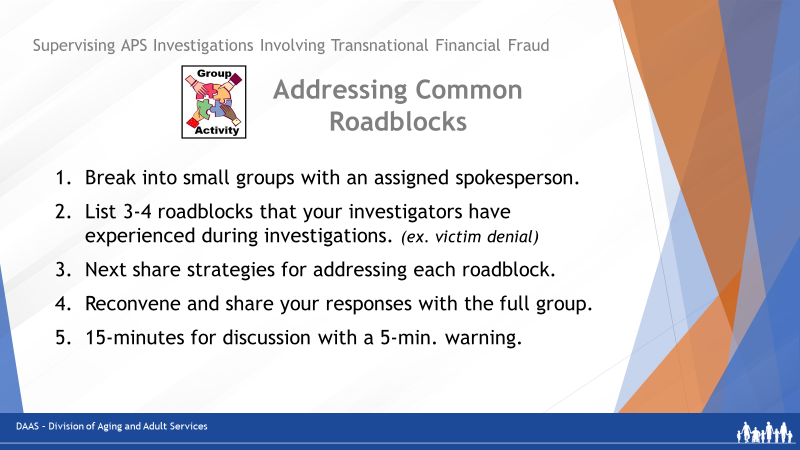 Supervising APS Investigations Involving Transnational Financial Fraud
Group
Activity
Addressing Common
Roadblocks
1. Break into small groups with an assigned spokesperson.
2. List 3-4 roadblocks that your investigators have
experienced during investigations. (ex. victim denial)
3. Next share strategies for addressing each roadblock.
4. Reconvene and share your responses with the full group.
5. 15-minutes for discussion with a 5-min. warning.
DAAS – Division of Aging and Adult Services